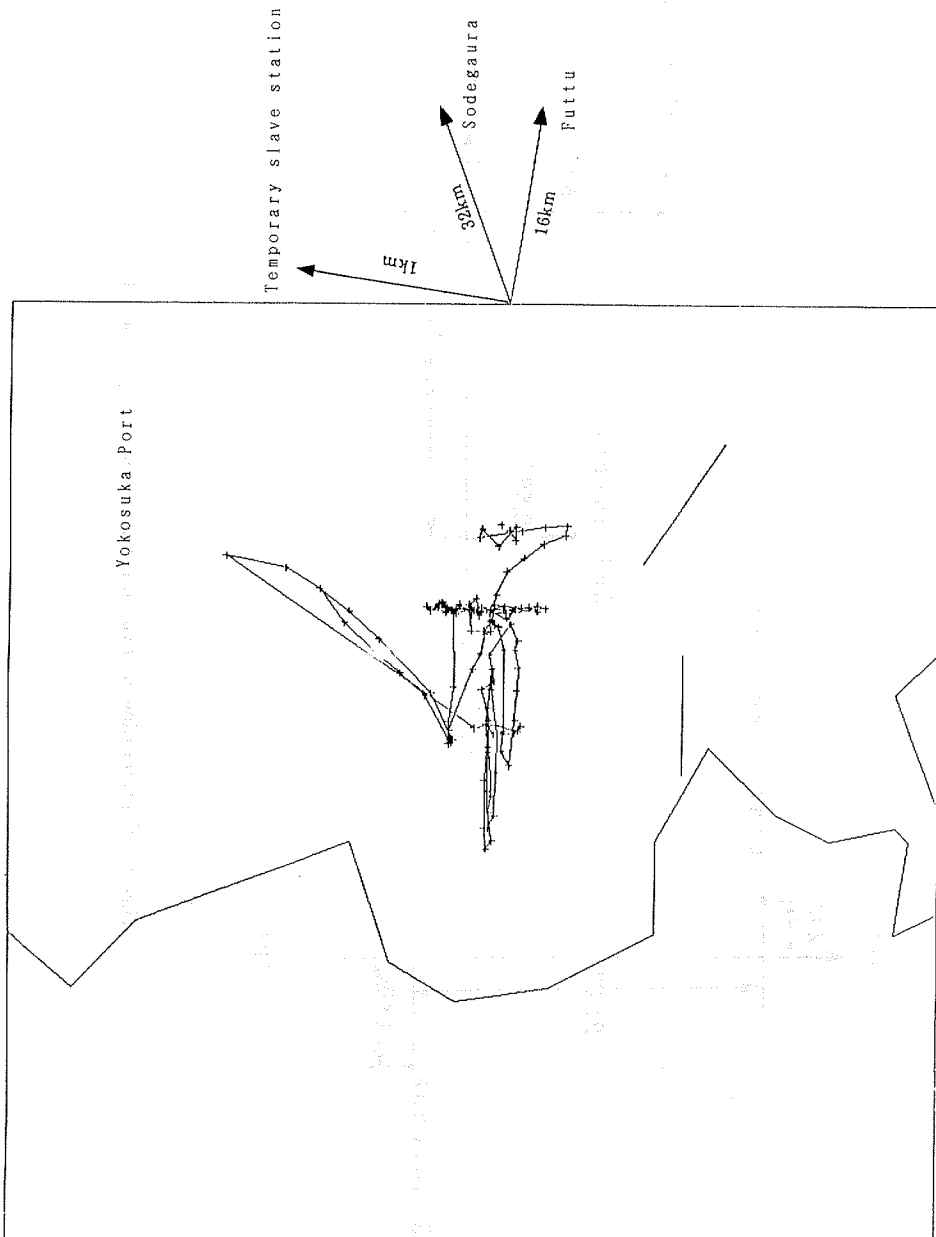 Temporary slave station
1km
Sodegaura
32km
Futtu
16km
Yokosuka Port